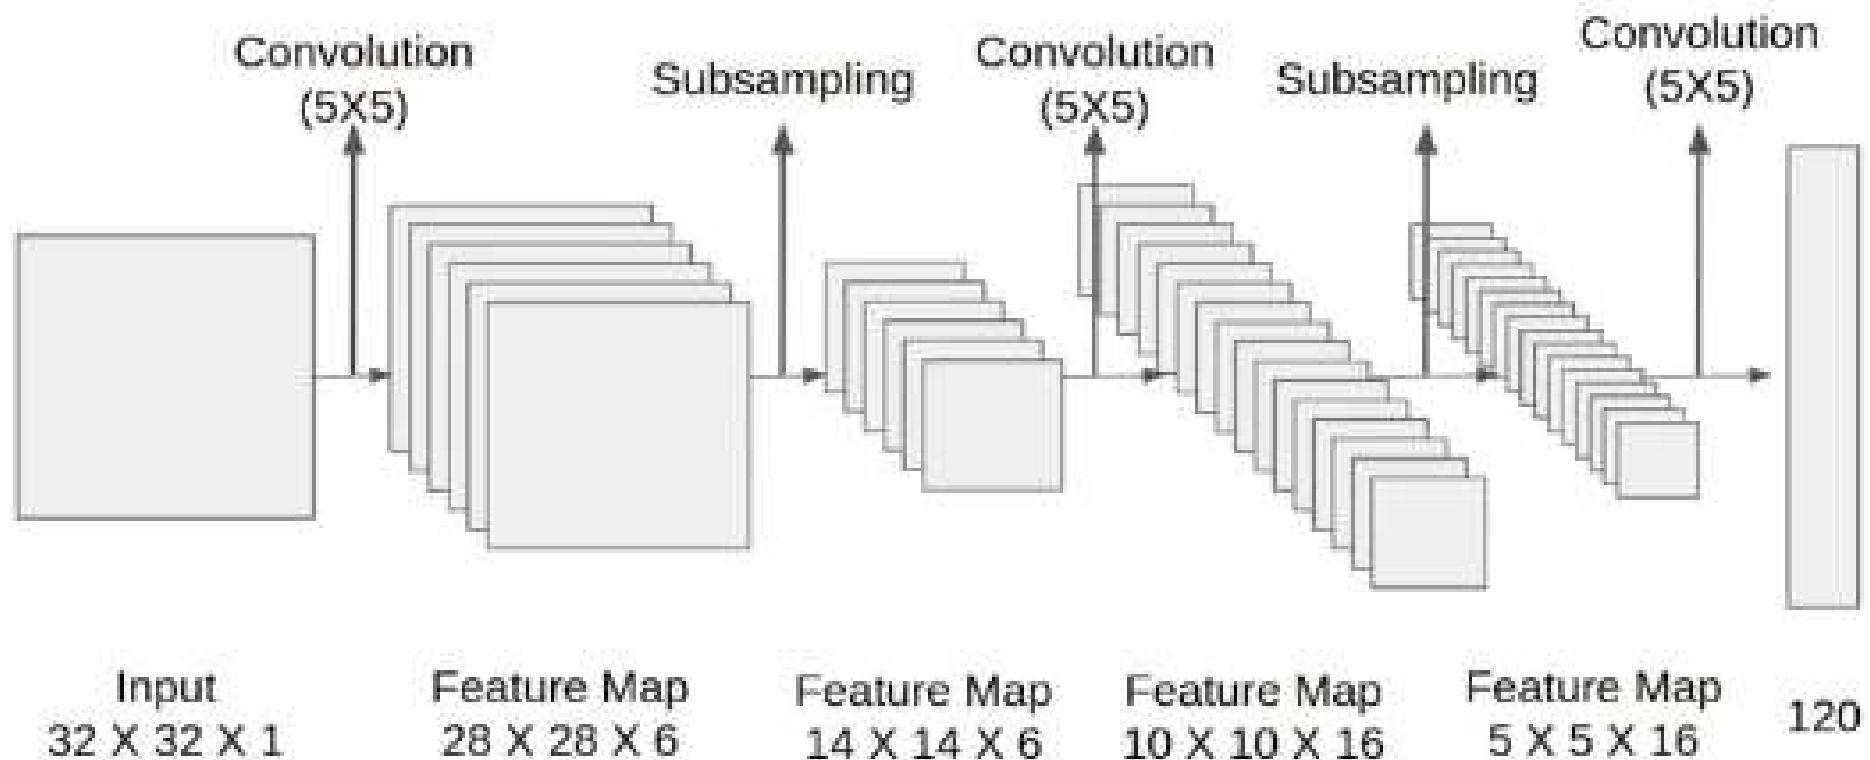 Convolution
(5X5)
Subsampling
Convolution
(5X5)
Subsampling
Convolution
(5X5)
Input
32 X 32 X 1
Feature Map
28 X 28 X 6
Feature Map
14 X 14 X 6
Feature Map
10 X 10 X 16
Feature Map
5 X 5 X 16
120